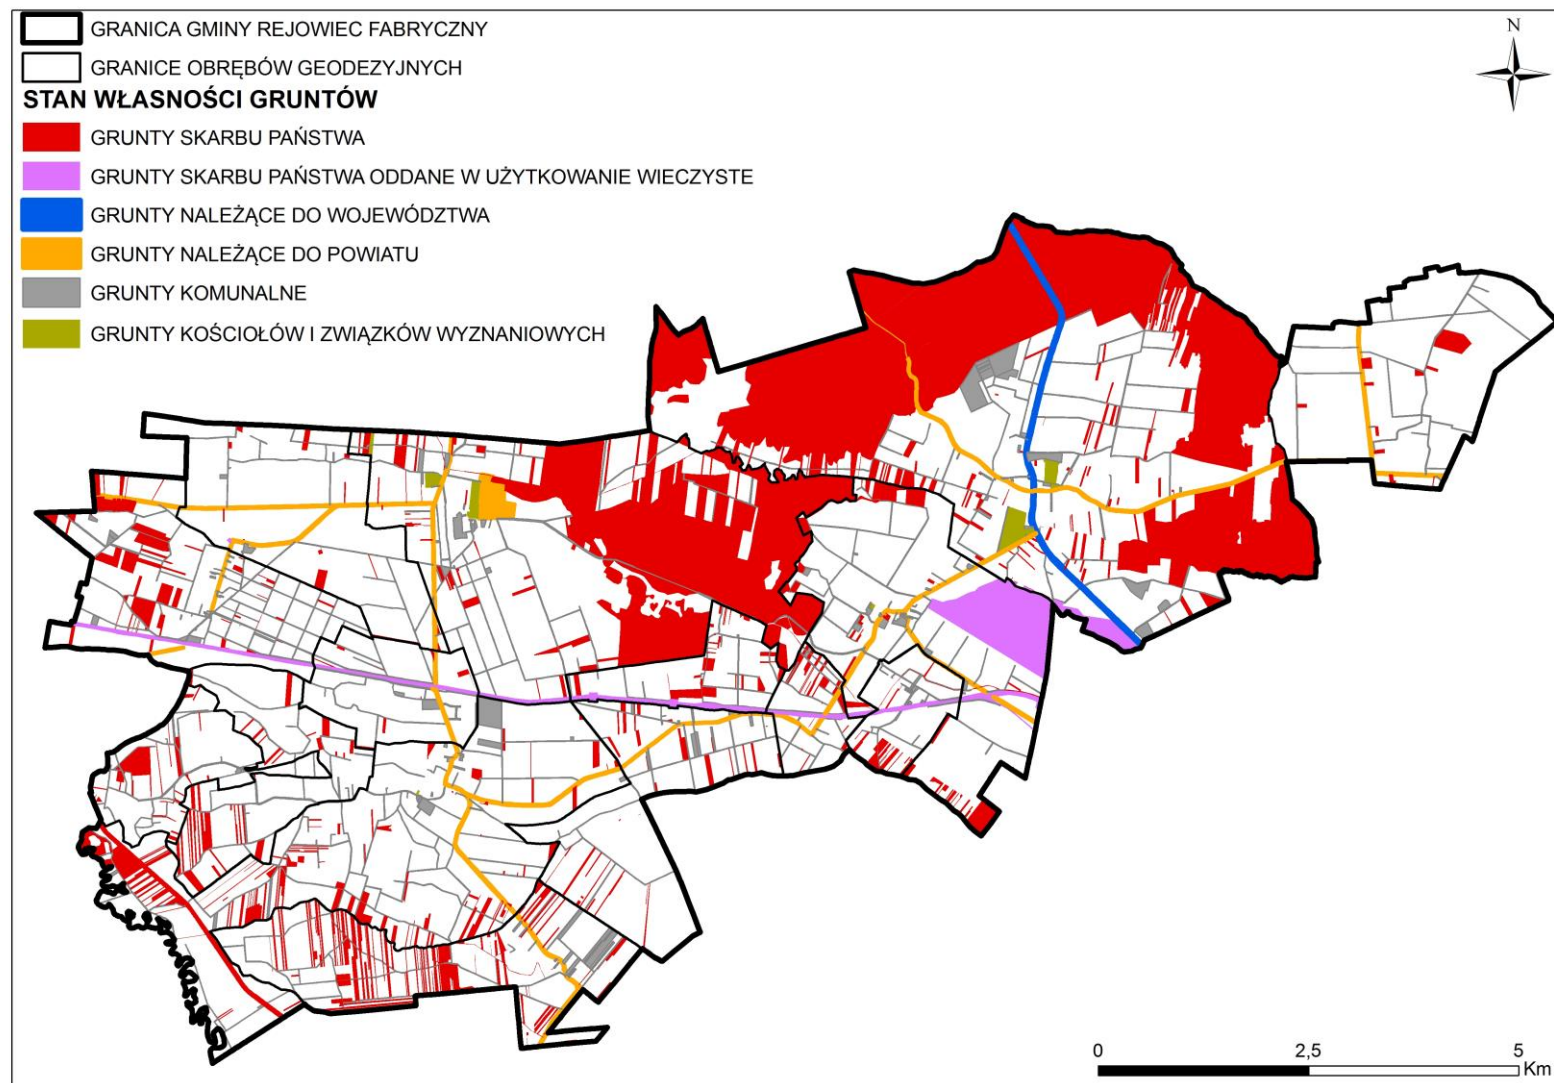 GRANICA GMINY REJOWIEC FABRYCZNY
GRANICE OBRĘBÓW GEODEZYJNYCH
STAN WŁASNOŚCI GRUNTÓW
GRUNTY SKARBU PAŃSTWA
GRUNTY SKARBU PAŃSTWA ODDANE W UŻYTKOWANIE WIECZYSTE
GRUNTY NALEŻĄCE DO WOJEWÓDZTWA
GRUNTY NALEŻĄCE DO POWIATU
GRUNTY KOMUNALNE
GRUNTY KOŚCIOŁÓW I ZWIĄZKÓW WYZNANIOWYCH
N
0 2,5 5
Km